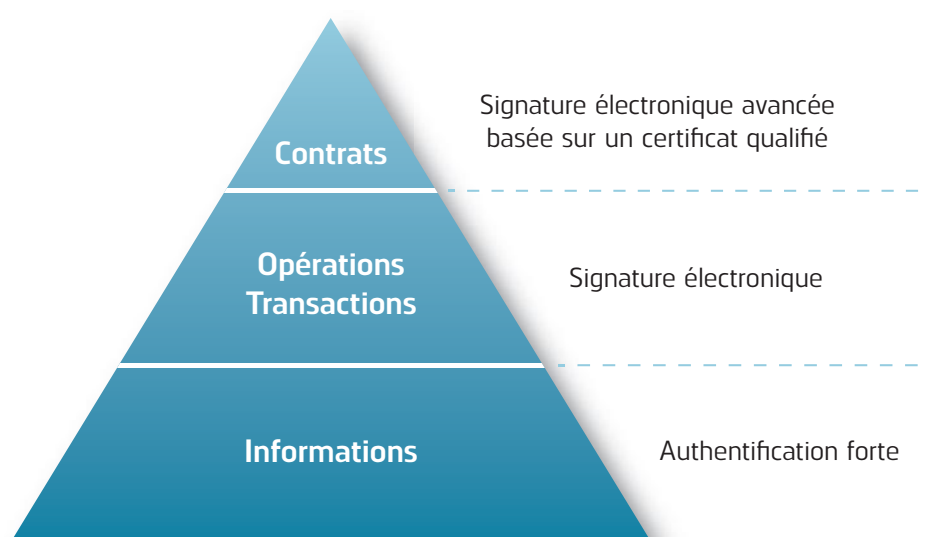 Contrats
Signature électronique avancée
basée sur un certificat qualifié
Opérations
Transactions
Signature électronique
Informations
Authentification forte